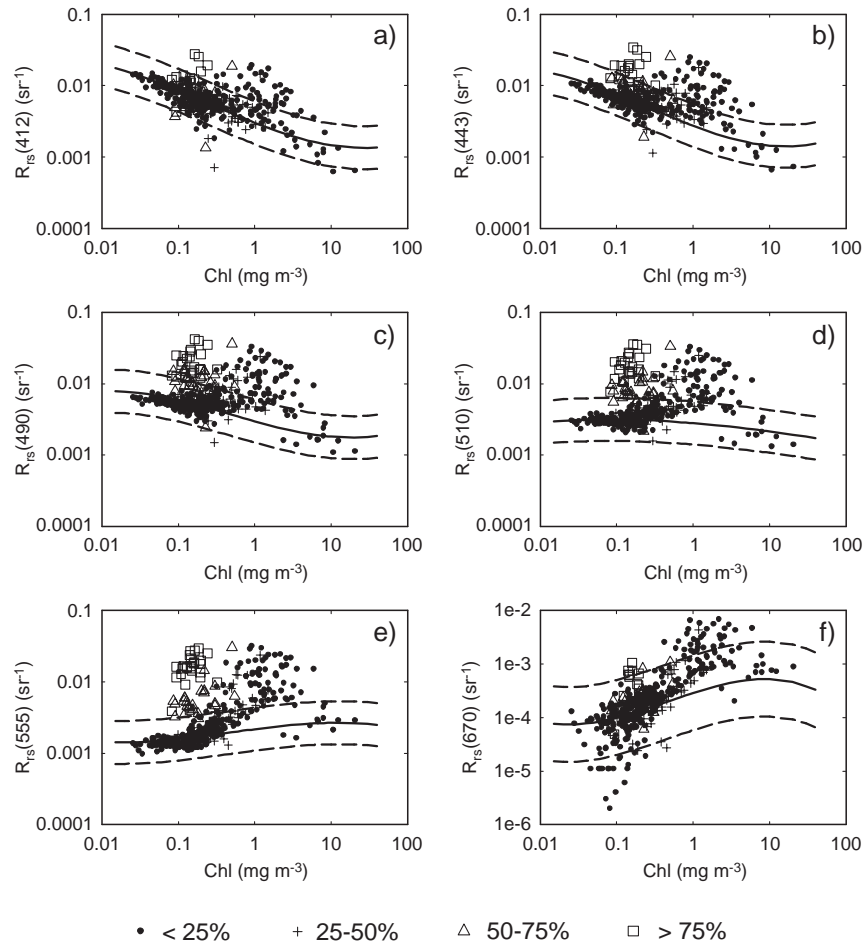 a)
0.1
0.01
0.001
0.0001
R_rs(412) (sr⁻¹)
0.01 0.1 1 10 100
Chl (mg m⁻³)
b)
0.1
0.01
0.001
0.0001
R_rs(443) (sr⁻¹)
0.01 0.1 1 10 100
Chl (mg m⁻³)
c)
0.1
0.01
0.001
0.0001
R_rs(490) (sr⁻¹)
0.01 0.1 1 10 100
Chl (mg m⁻³)
d)
0.1
0.01
0.001
0.0001
R_rs(510) (sr⁻¹)
0.01 0.1 1 10 100
Chl (mg m⁻³)
e)
0.1
0.01
0.001
0.0001
R_rs(555) (sr⁻¹)
0.01 0.1 1 10 100
Chl (mg m⁻³)
f)
1e-2
1e-3
1e-4
1e-5
1e-6
R_rs(670) (sr⁻¹)
0.01 0.1 1 10 100
Chl (mg m⁻³)
< 25% 25-50% 50-75% > 75%